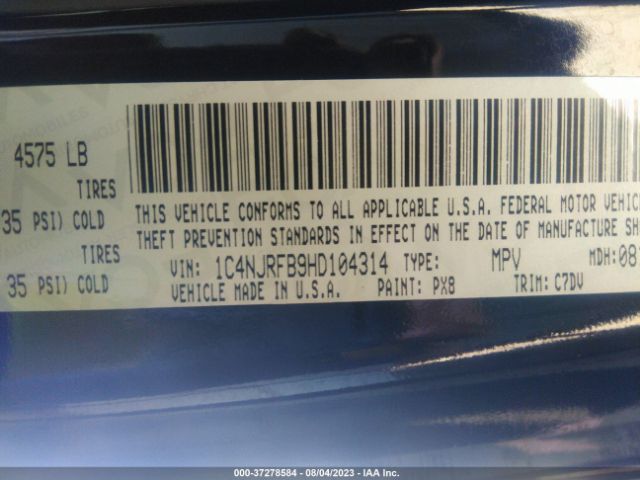 4575 LB
TIRES
35 PSI) COLD
TIRES
35 PSI) COLD
THIS VEHICLE CONFORMS TO ALL APPLICABLE U.S.A. FEDERAL MOTOR VEHIC
THEFT PREVENTION STANDARDS IN EFFECT ON THE DATE OF MANUFACTURE SH
VIN: 1C4NJRFB9HD104314 TYPE: MPV MDH:08
VEHICLE MADE IN U.S.A. PAINT: PX8 TRIM: C7DV
000-37278584 - 08/04/2023 - IAA Inc.